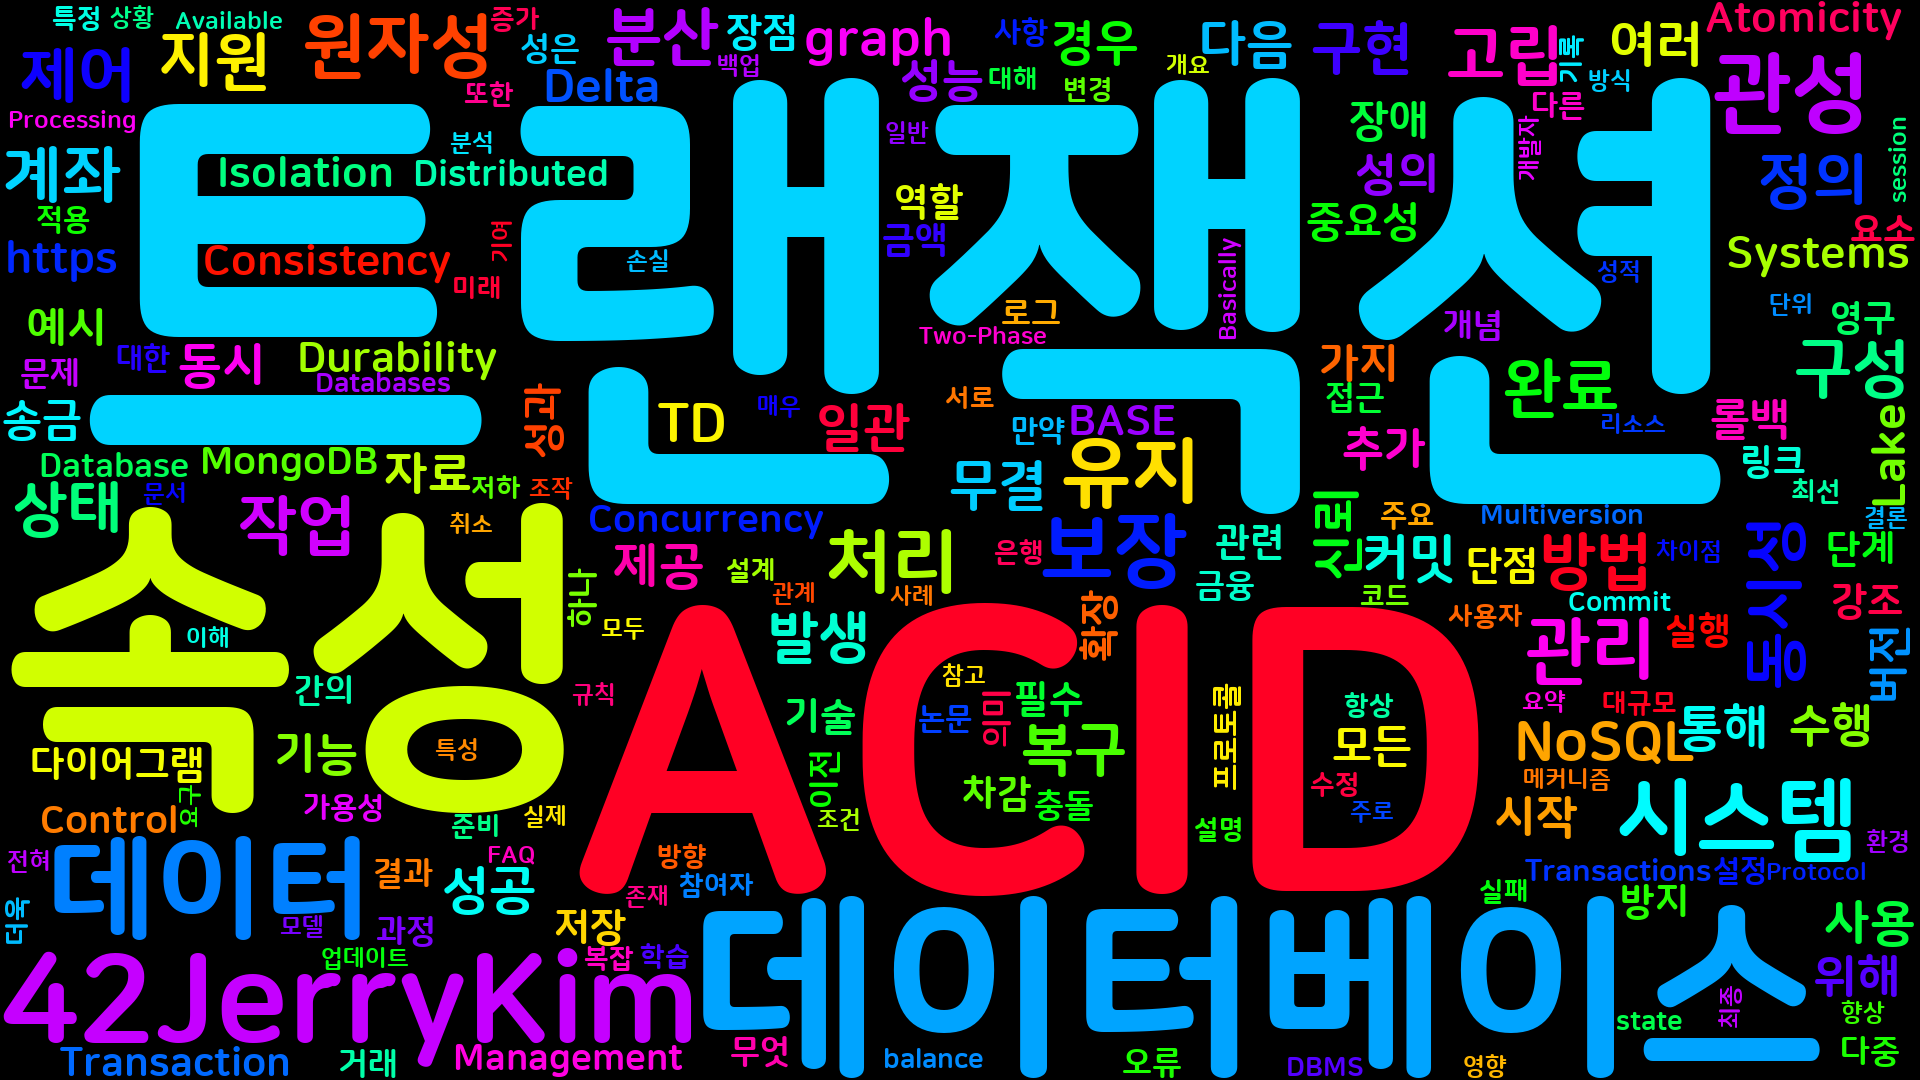 특정
상황
Available
증가
분산
장점
graph
사항
경우
다음
구현
고립
여러
Atomicity
제어
지원
원자성
성은
백업
성능
대해
개요
기록
방식
관성
Delta
또한
변경
다른
Processing
분석
일반
장애
개발자
session
계좌
Isolation
Distributed
역할
성의
정의
적용
중요성
요소
https
Consistency
기여
손실
금액
Basically
성적
Systems
미래
트랜잭션
로그
Two-Phase
개념
단위
영구
예시
문제
대한
동시
Durability
Databases
가지
접근
완료
구성
송금
성과
TD
매우
일관
서로
만약
BASE
추가
리소스
롤백
Lake
Database
MongoDB
자료
저하
조작
무결
유지
링크
최선
상태
문서
작업
취소
Concurrency
신뢰
주요
Multiversion
결론
속성
제공
설계
처리
은행
보장
관련
커밋
단점
방법
차이점
동시성
단계
하나
관계
사례
금융
코드
Commit
강조
이해
모두
발생
확장
사용자
관리
실행
버전
간의
규칙
ACID
참고
필수
항상
요약
대규모
다이어그램
기능
특성
기술
논문
의미
복구
프로토콜
모든
NoSQL
통해
수행
요구
가용성
이전
차감
충돌
수정
메커니즘
Control
준비
실제
조건
설명
주로
시작
시스템
환경
전혀
데이터
결과
FAQ
방향
성공
존재
참여자
Transactions
설정
Protocol
더욱
모델
과정
저장
실패
방지
사용
42JerryKim
업데이트
복잡
학습
데이터베이스
위해
최종
향상
state
Transaction
거래
Management
무엇
balance
오류
DBMS
영향
다중